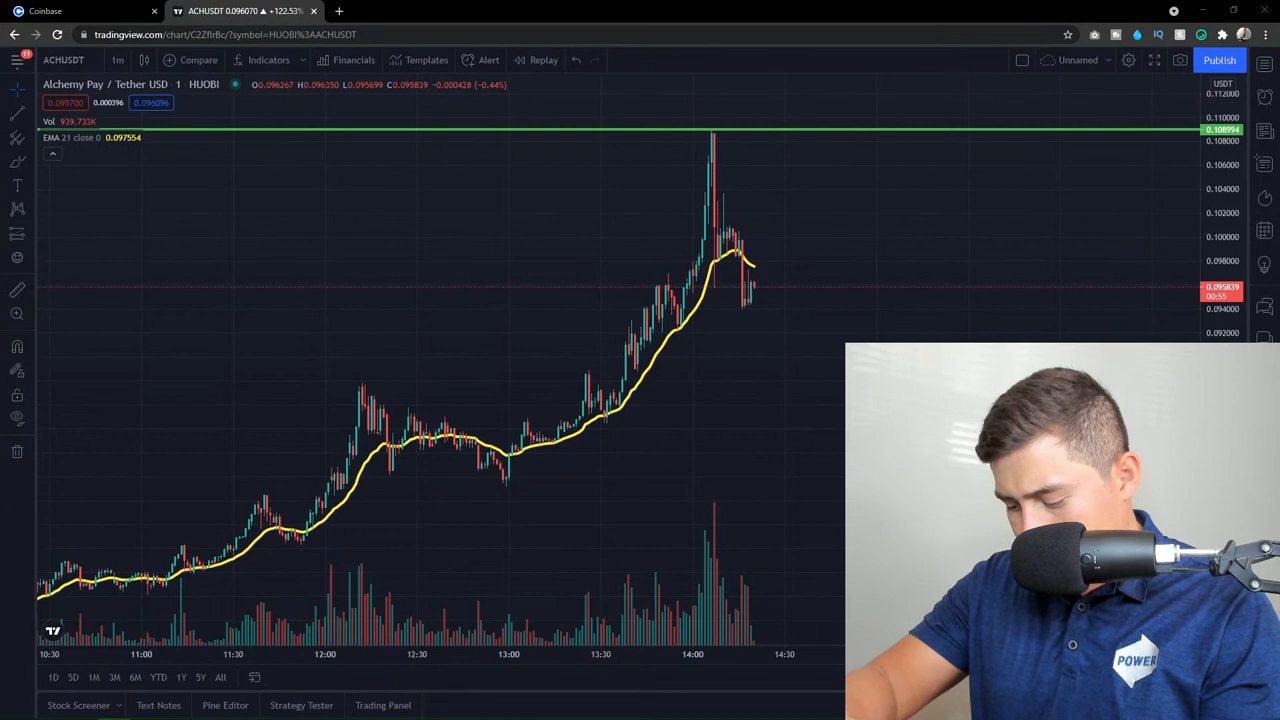 Coinbase
ACHUSDT 0.096070 ▲ +122.53%
tradingview.com/chart/C2ZfIrBc/?symbol=HUOBI%3AACHUSDT
11
ACHUSDT
1m
Compare
Indicators
Financials
Templates
Alert
Replay
Unnamed
Publish
Alchemy Pay / Tether USD · 1 · HUOBI
O0.096267 H0.096350 L0.095699 C0.095839 -0.000428 (-0.44%)
USDT
0.095700 0.000396 0.096096
Vol 939.733K
EMA 21 close 0 0.097554
0.112000
0.110000
0.108994
0.108000
0.106000
0.104000
0.102000
0.100000
0.098000
0.095839
00:55
0.094000
0.092000
POWER
10:30 11:00 11:30 12:00 12:30 13:00 13:30 14:00 14:30
1D 5D 1M 3M 6M YTD 1Y 5Y All
Stock Screener Text Notes Pine Editor Strategy Tester Trading Panel